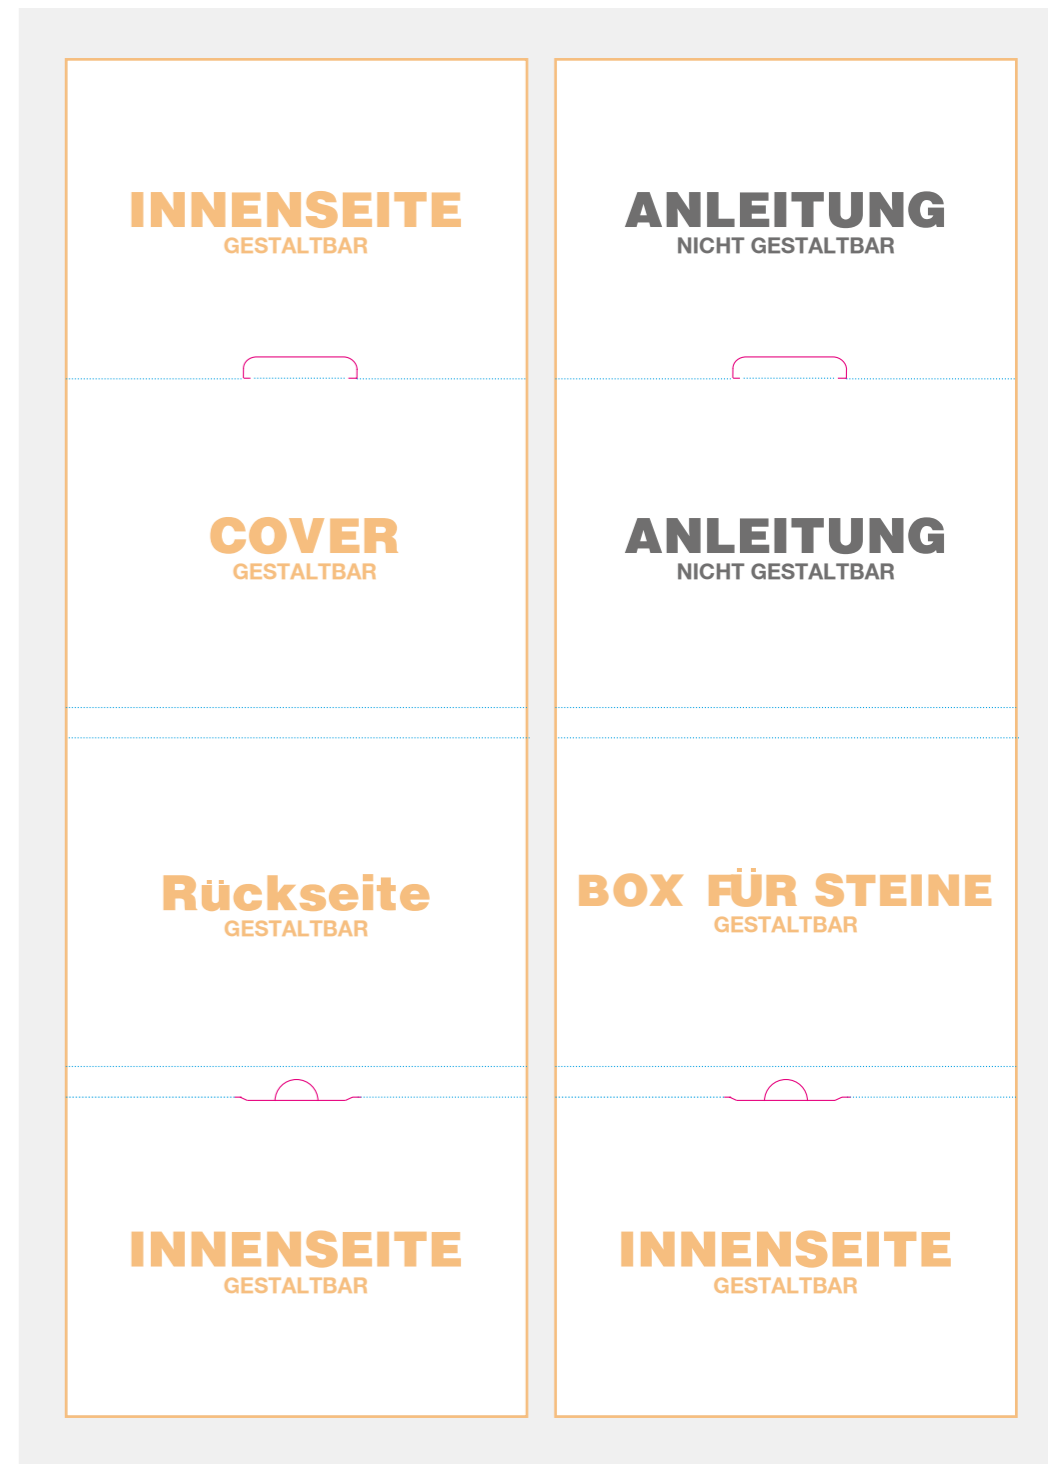 INNENSEITE
GESTALTBAR
COVER
GESTALTBAR
Rückseite
GESTALTBAR
INNENSEITE
GESTALTBAR
ANLEITUNG
NICHT GESTALTBAR
ANLEITUNG
NICHT GESTALTBAR
BOX FÜR STEINE
GESTALTBAR
INNENSEITE
GESTALTBAR